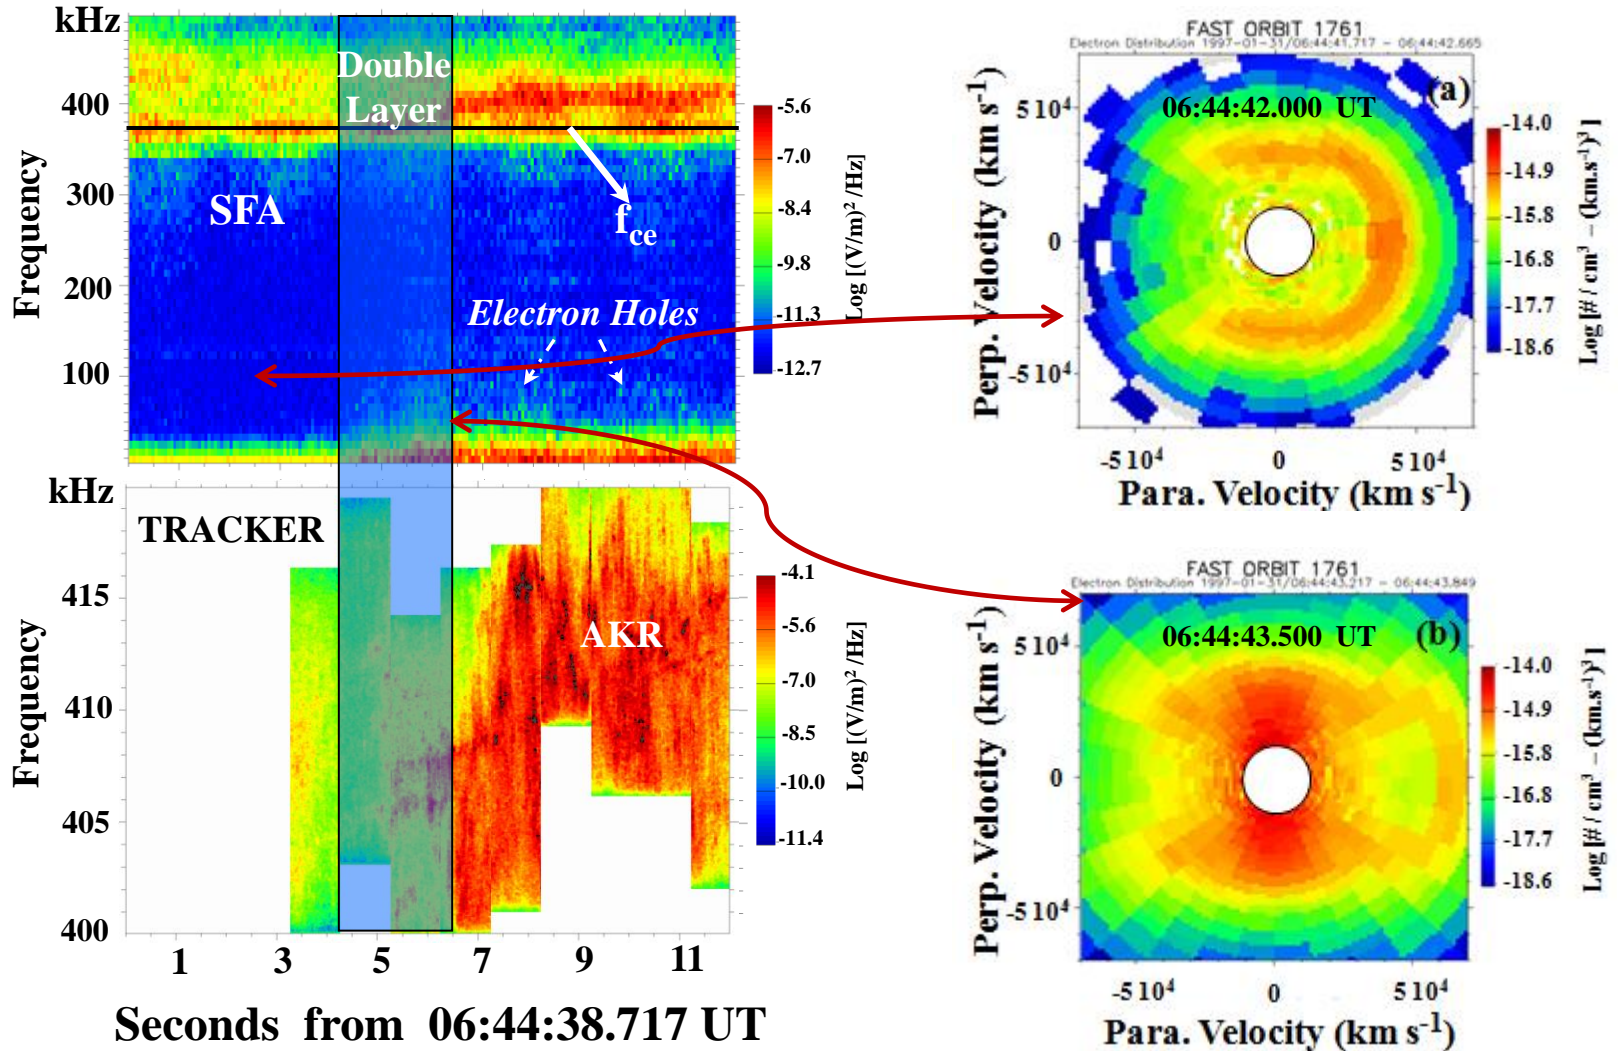 kHz
400
300
200
100
Frequency
Double
Layer
SFA
f_ce
Electron Holes
-5.6
-7.0
-8.4
-9.8
-11.3
-12.7
Log [(V/m)² /Hz]
kHz
415
410
405
400
Frequency
TRACKER
AKR
-4.1
-5.6
-7.0
-8.5
-10.0
-11.4
Log [(V/m)² /Hz]
1 3 5 7 9 11
Seconds from 06:44:38.717 UT
FAST ORBIT 1761
Electron Distribution 1997-01-31/06:44:41.717 - 06:44:42.665
(a)
06:44:42.000 UT
5 10⁴
0
-5 10⁴
Perp. Velocity (km s⁻¹)
-5 10⁴ 0 5 10⁴
Para. Velocity (km s⁻¹)
-14.0
-14.9
-15.8
-16.8
-17.7
-18.6
Log [# / cm³ – (km.s⁻¹)³ ]
FAST ORBIT 1761
Electron Distribution 1997-01-31/06:44:43.217 - 06:44:43.849
06:44:43.500 UT
(b)
5 10⁴
0
-5 10⁴
Perp. Velocity (km s⁻¹)
-5 10⁴ 0 5 10⁴
Para. Velocity (km s⁻¹)
-14.0
-14.9
-15.8
-16.8
-17.7
-18.6
Log [# / cm³ – (km.s⁻¹)³ ]